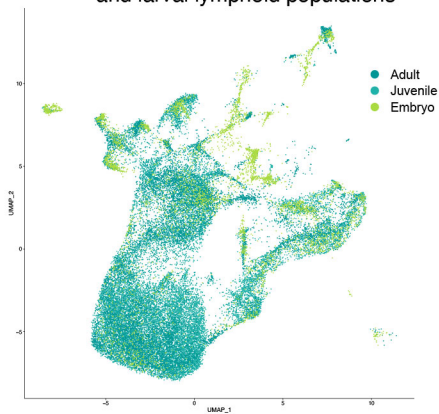 and larval lymphoid populations
Adult
Juvenile
Embryo
10
5
0
-5
UMAP_2
-5
0
5
10
UMAP_1